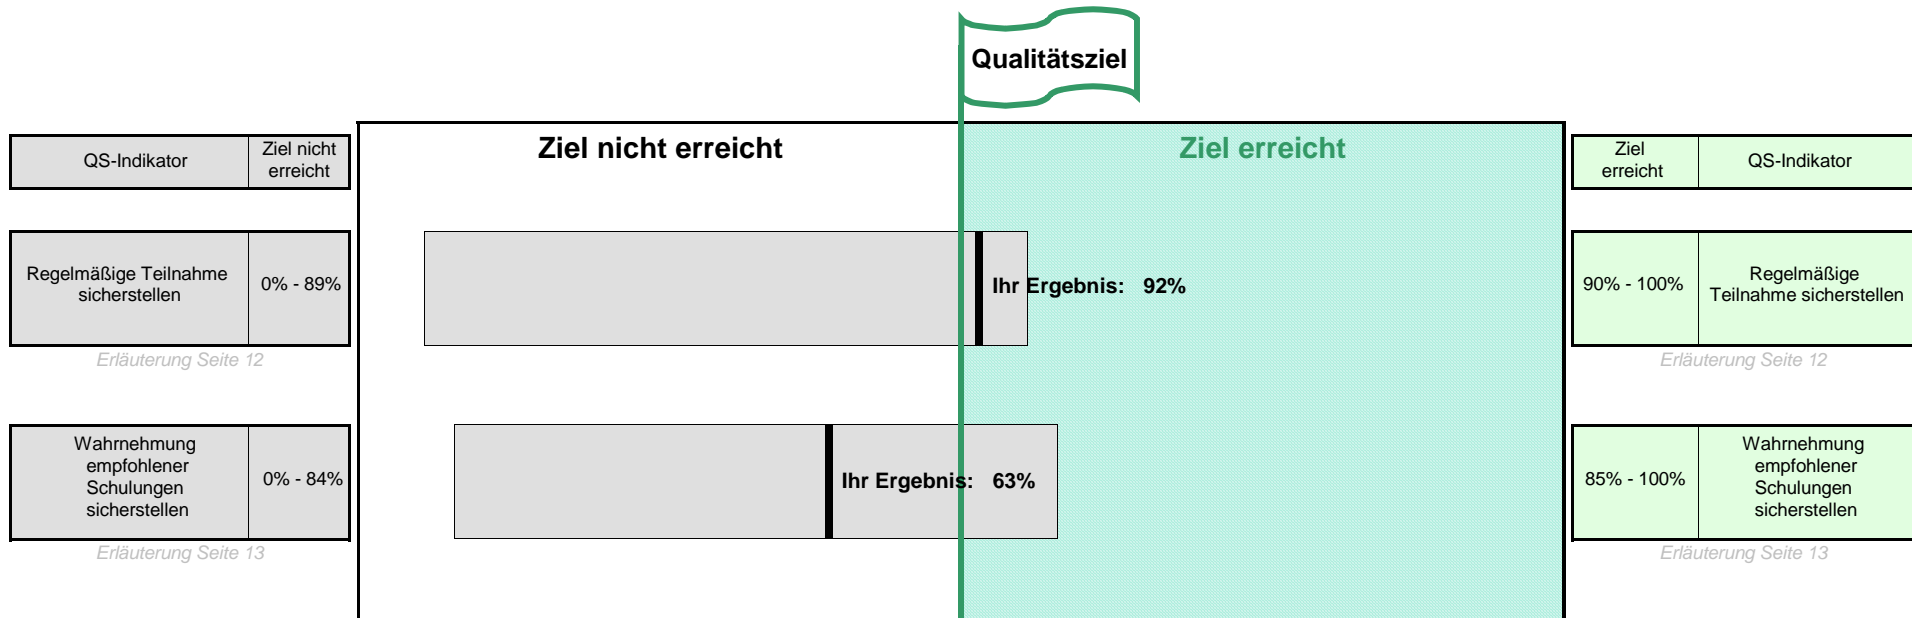 Qualitätsziel
Ziel nicht erreicht
Ziel erreicht
QS-Indikator
Ziel nicht
erreicht
Ziel
erreicht
QS-Indikator
Regelmäßige Teilnahme
sicherstellen
0% - 89%
Ihr Ergebnis: 92%
90% - 100%
Regelmäßige
Teilnahme sicherstellen
Erläuterung Seite 12
Erläuterung Seite 12
Wahrnehmung
empfohlener
Schulungen
sicherstellen
0% - 84%
Ihr Ergebnis: 63%
85% - 100%
Wahrnehmung
empfohlener
Schulungen
sicherstellen
Erläuterung Seite 13
Erläuterung Seite 13